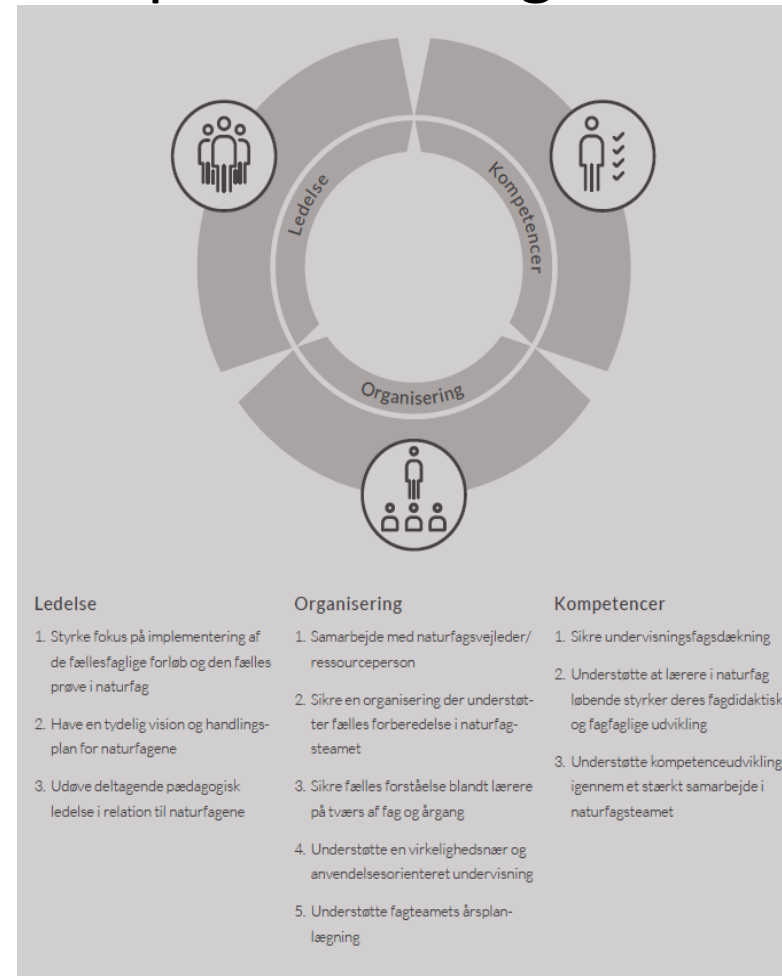 Ledelse
Kompetencer
Organisering
Ledelse
1. Styrke fokus på implementering af
de fællesfaglige forløb og den fælles
prøve i naturfag
2. Have en tydelig vision og handlings-
plan for naturfagene
3. Udøve deltagende pædagogisk
ledelse i relation til naturfagene
Organisering
1. Samarbejde med naturfagsvejleder/
ressourceperson
2. Sikre en organisering der understøt-
ter fælles forberedelse i naturfag-
steamet
3. Sikre fælles forståelse blandt lærere
på tværs af fag og årgang
4. Understøtte en virkelighedsnær og
anvendelsesorienteret undervisning
5. Understøtte fagteamets årsplan-
lægning
Kompetencer
1. Sikre undervisningsfagsdækning
2. Understøtte at lærere i naturfag
løbende styrker deres fagdidaktisk
og fagfaglige udvikling
3. Understøtte kompetenceudvikling
igennem et stærkt samarbejde i
naturfagsteamet